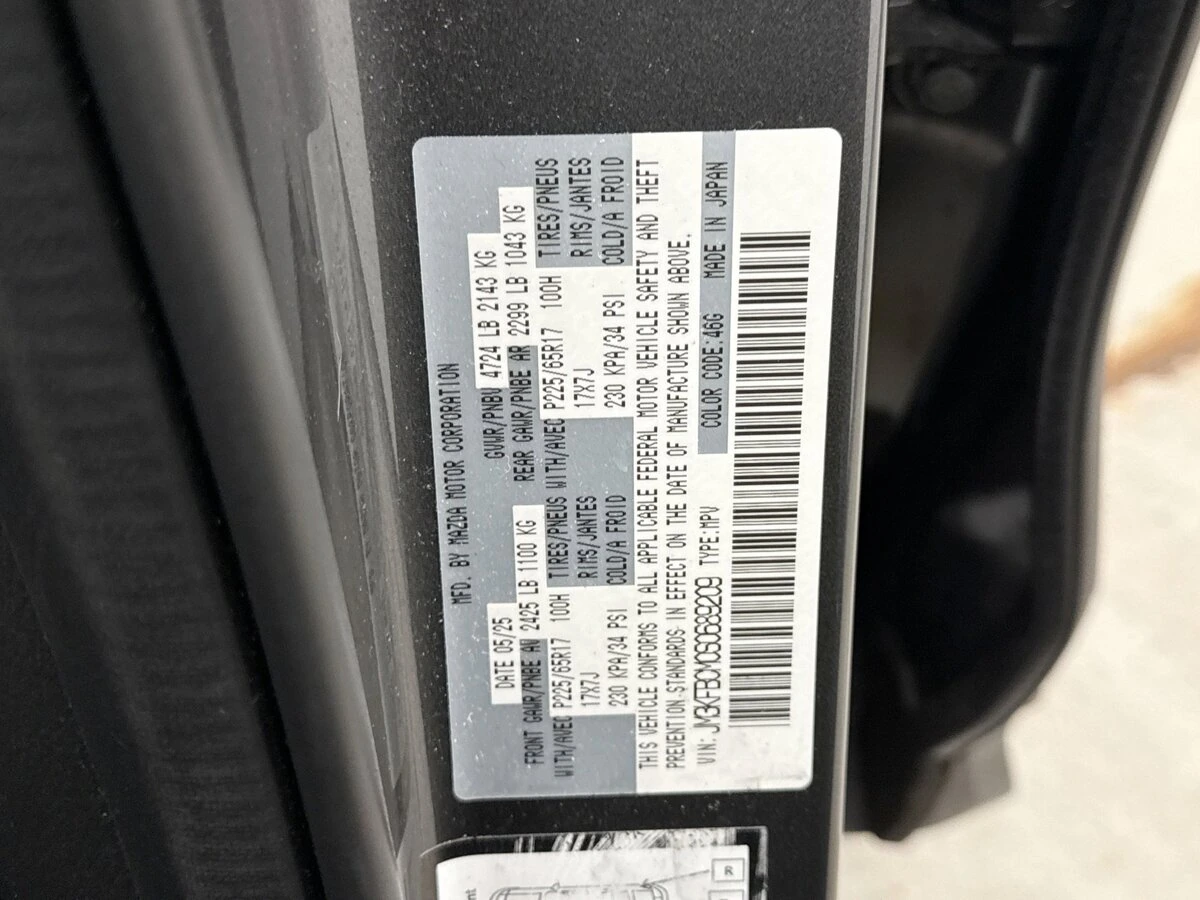 MFD. BY MAZDA MOTOR CORPORATION
DATE 05/25 GVWR/PNBV 4724 LB 2143 KG
FRONT GAWR/PNBE AV 2425 LB 1100 KG REAR GAWR/PNBE AR 2299 LB 1043 KG
WITH/AVEC P225/65R17 100H TIRES/PNEUS WITH/AVEC P225/65R17 100H TIRES/PNEUS
17X7J RIMS/JANTES 17X7J RIMS/JANTES
230 KPA/34 PSI COLD/A FROID 230 KPA/34 PSI COLD/A FROID
THIS VEHICLE CONFORMS TO ALL APPLICABLE FEDERAL MOTOR VEHICLE SAFETY AND THEFT
PREVENTION STANDARDS IN EFFECT ON THE DATE OF MANUFACTURE SHOWN ABOVE.
VIN: JM3KFBCM0S0689209 TYPE:MPV COLOR CODE:46G MADE IN JAPAN
R